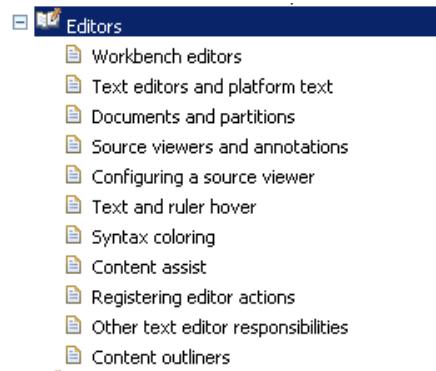 Editors
Workbench editors
Text editors and platform text
Documents and partitions
Source viewers and annotations
Configuring a source viewer
Text and ruler hover
Syntax coloring
Content assist
Registering editor actions
Other text editor responsibilities
Content outliners